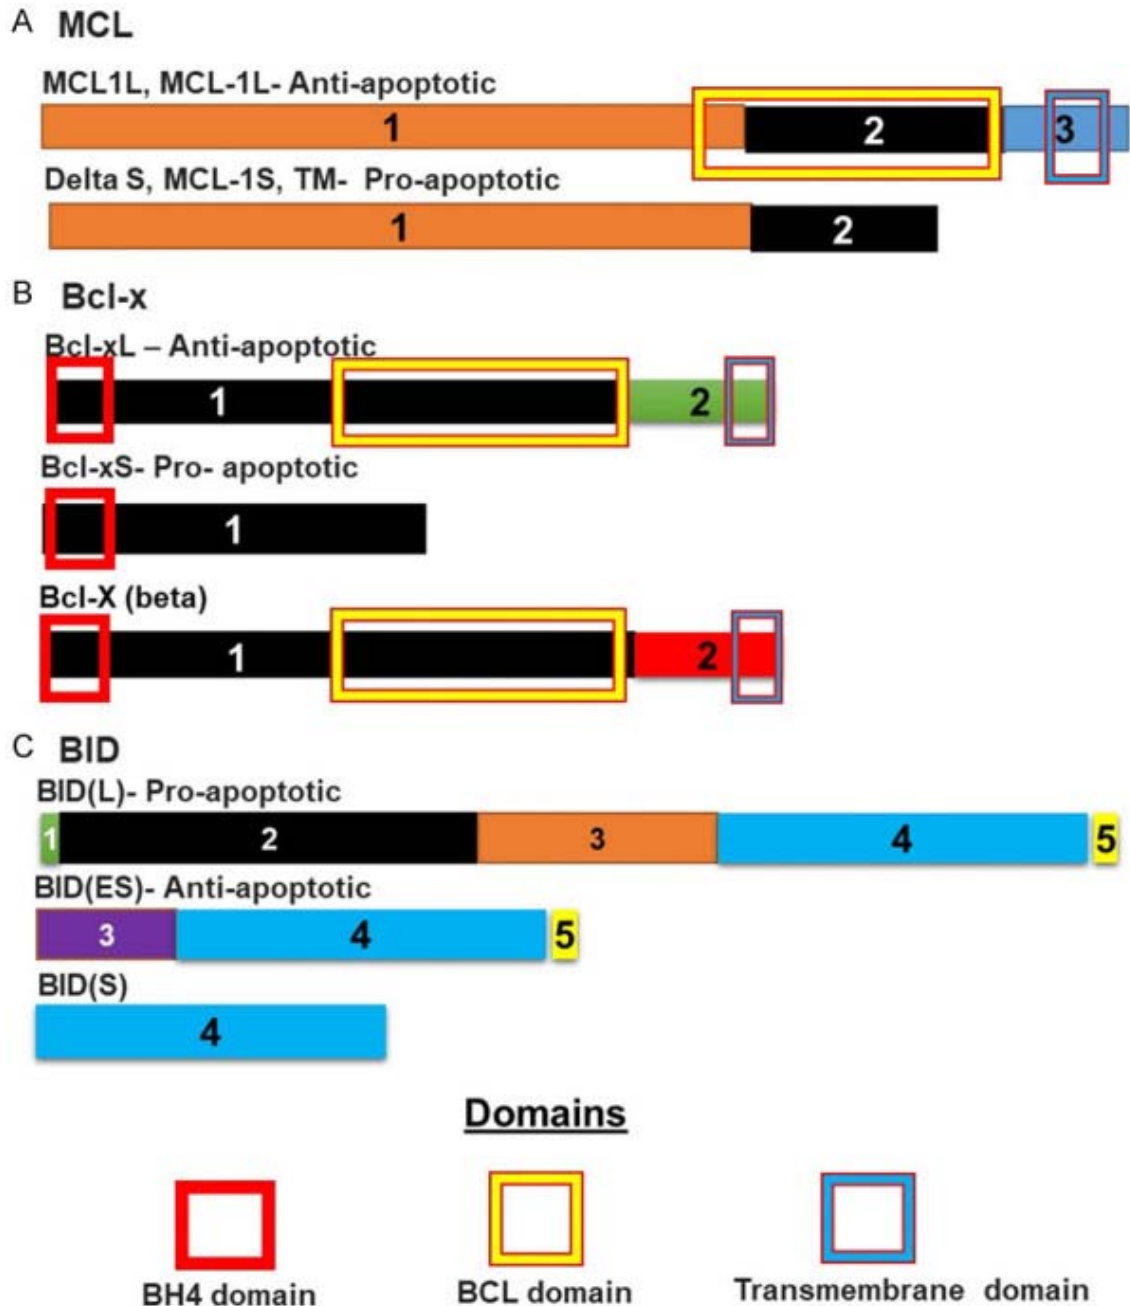 A MCL
MCL1L, MCL-1L- Anti-apoptotic
1 2 3
Delta S, MCL-1S, TM- Pro-apoptotic
1 2
B Bcl-x
Bcl-xL – Anti-apoptotic
1 2
Bcl-xS- Pro- apoptotic
1
Bcl-X (beta)
1 2
C BID
BID(L)- Pro-apoptotic
1 2 3 4 5
BID(ES)- Anti-apoptotic
3 4 5
BID(S)
4
Domains
BH4 domain BCL domain Transmembrane domain